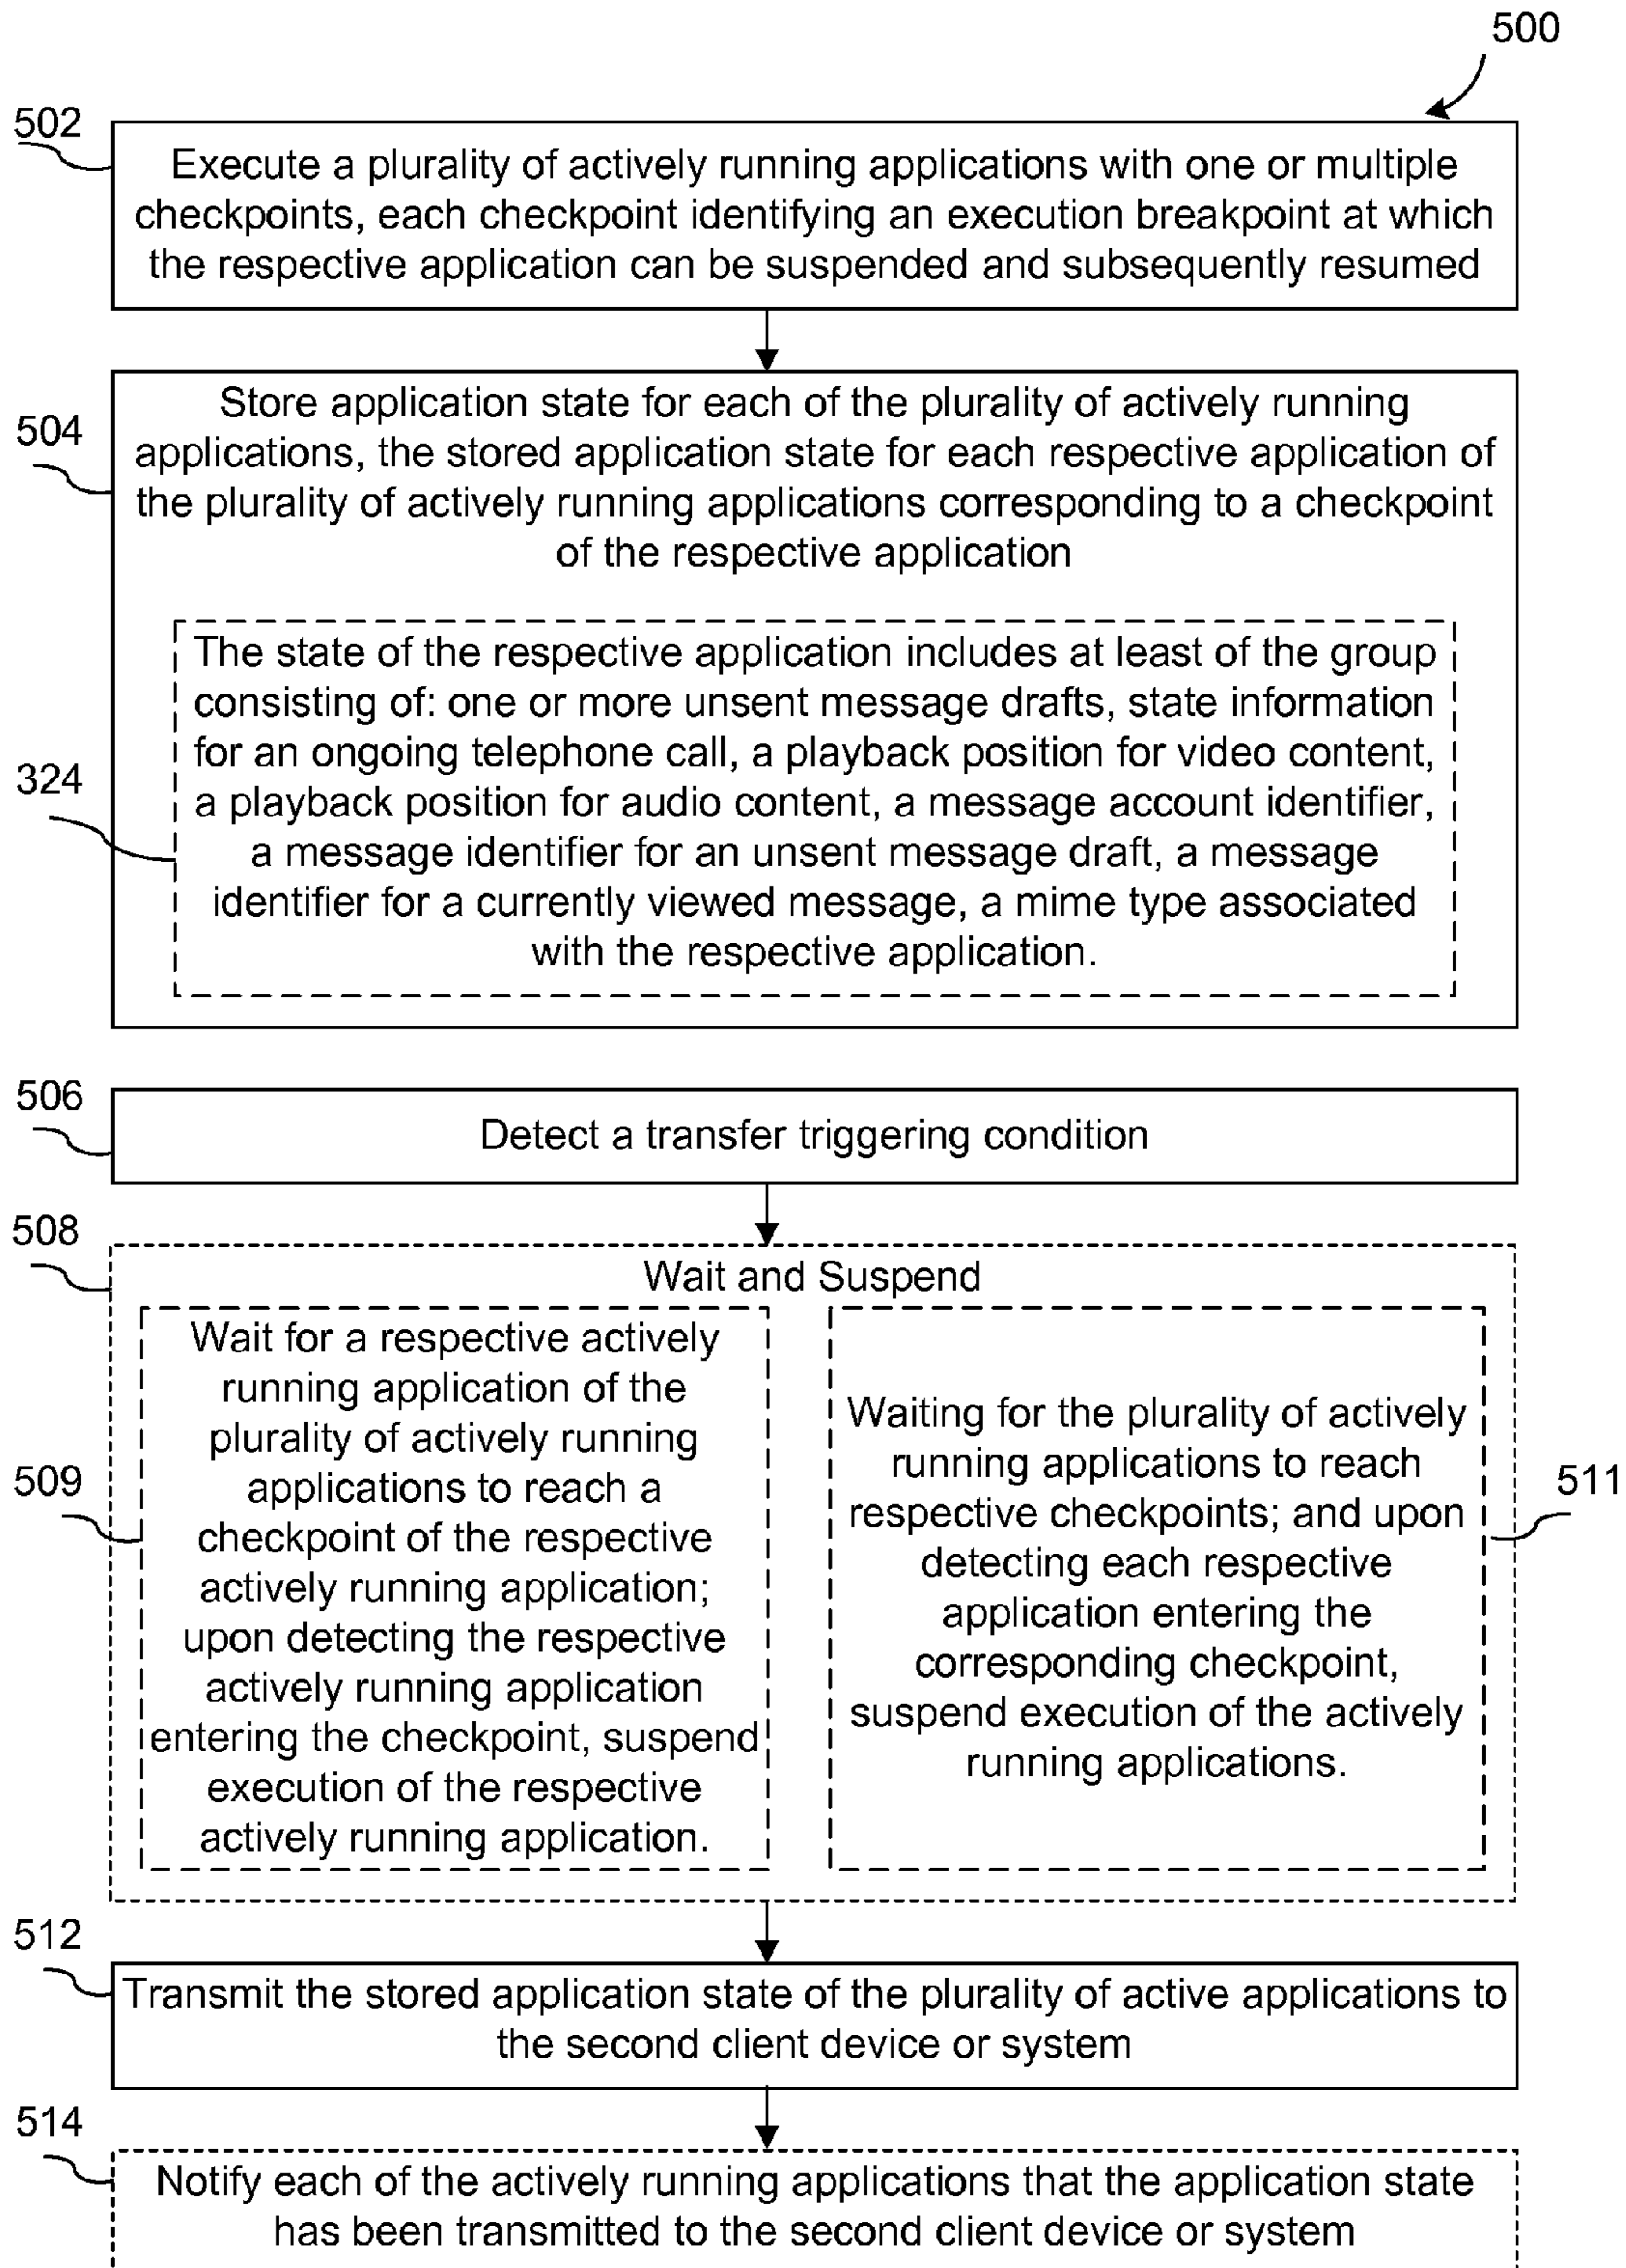 500
502
Execute a plurality of actively running applications with one or multiple
checkpoints, each checkpoint identifying an execution breakpoint at which
the respective application can be suspended and subsequently resumed
504
Store application state for each of the plurality of actively running
applications, the stored application state for each respective application of
the plurality of actively running applications corresponding to a checkpoint
of the respective application
324
The state of the respective application includes at least of the group
consisting of: one or more unsent message drafts, state information
for an ongoing telephone call, a playback position for video content,
a playback position for audio content, a message account identifier,
a message identifier for an unsent message draft, a message
identifier for a currently viewed message, a mime type associated
with the respective application.
506
Detect a transfer triggering condition
508
Wait and Suspend
509
Wait for a respective actively
running application of the
plurality of actively running
applications to reach a
checkpoint of the respective
actively running application;
upon detecting the respective
actively running application
entering the checkpoint, suspend
execution of the respective
actively running application.
Waiting for the plurality of actively
running applications to reach
respective checkpoints; and upon
detecting each respective
application entering the
corresponding checkpoint,
suspend execution of the actively
running applications.
511
512
Transmit the stored application state of the plurality of active applications to
the second client device or system
514
Notify each of the actively running applications that the application state
has been transmitted to the second client device or system